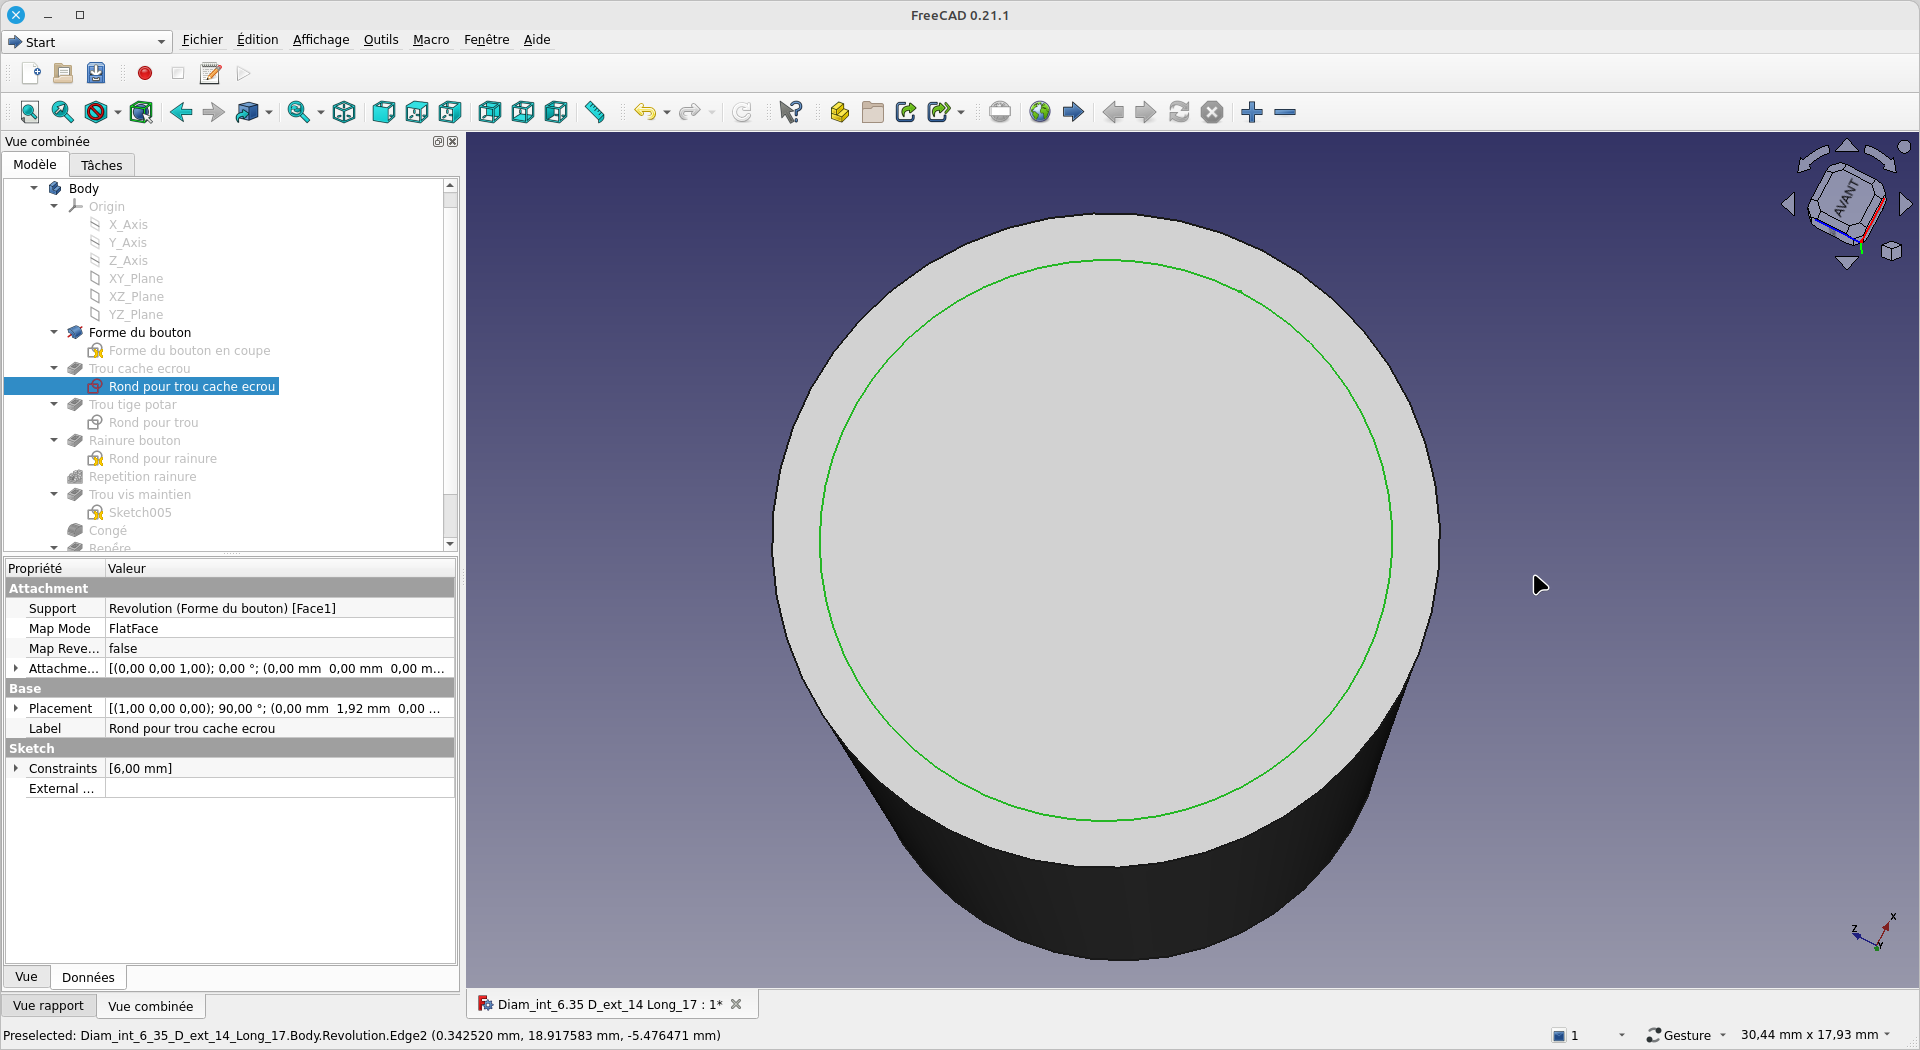 FreeCAD 0.21.1
Start
Fichier Édition Affichage Outils Macro Fenêtre Aide
Vue combinée
Modèle Tâches
Body
Origin
X_Axis
Y_Axis
Z_Axis
XY_Plane
XZ_Plane
YZ_Plane
Forme du bouton
Forme du bouton en coupe
Trou cache ecrou
Rond pour trou cache ecrou
Trou tige potar
Rond pour trou
Rainure bouton
Rond pour rainure
Repetition rainure
Trou vis maintien
Sketch005
Congé
Repère
Propriété Valeur
Attachment
Support Revolution (Forme du bouton) [Face1]
Map Mode FlatFace
Map Reve... false
Attachme... [(0,00 0,00 1,00); 0,00 °; (0,00 mm 0,00 mm 0,00 m...
Base
Placement [(1,00 0,00 0,00); 90,00 °; (0,00 mm 1,92 mm 0,00 ...
Label Rond pour trou cache ecrou
Sketch
Constraints [6,00 mm]
External ...
Vue Données
Vue rapport Vue combinée
AVANT
X
Z
Y
Diam_int_6.35 D_ext_14 Long_17 : 1*
Preselected: Diam_int_6_35_D_ext_14_Long_17.Body.Revolution.Edge2 (0.342520 mm, 18.917583 mm, -5.476471 mm)
1 Gesture 30,44 mm x 17,93 mm